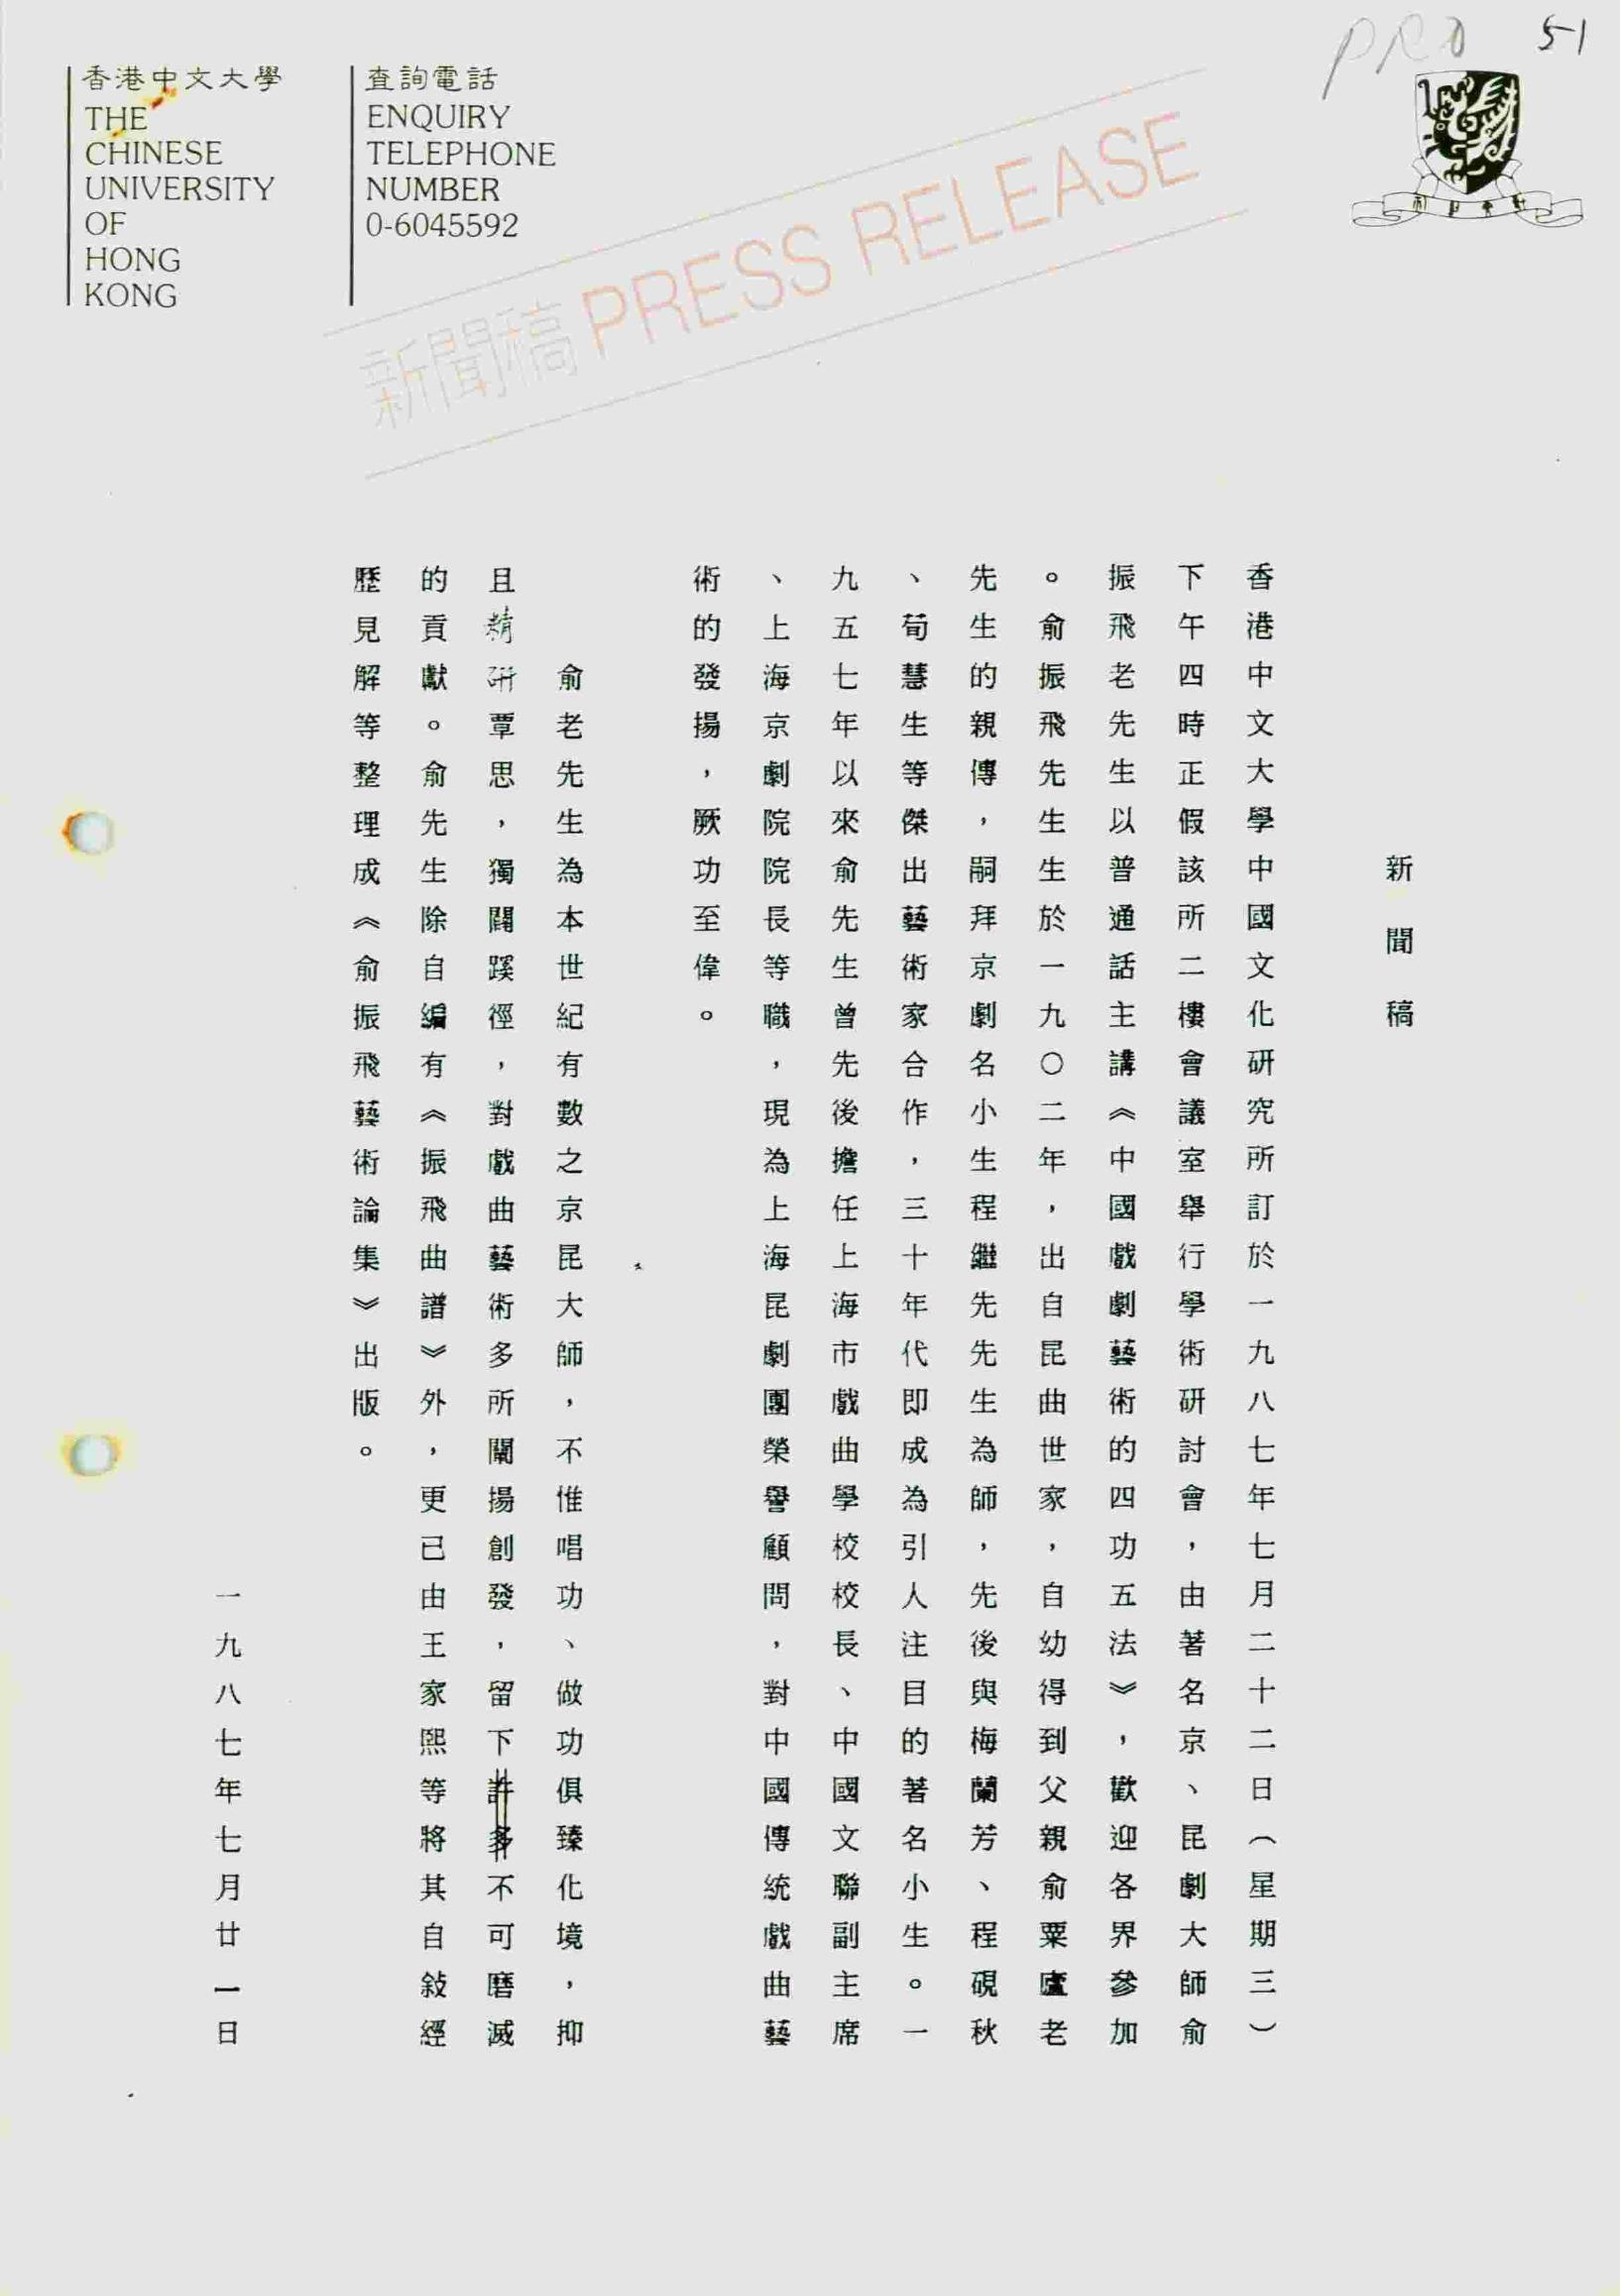 PRO 51
香港中文大學
THE
CHINESE
UNIVERSITY
OF
HONG
KONG
查詢電話
ENQUIRY
TELEPHONE
NUMBER
0-6045592
新聞稿 PRESS RELEASE
新聞稿
香港中文大學中國文化研究所訂於一九八七年七月二十二日（星期三）
下午四時正假該所二樓會議室舉行學術研討會，由著名京、昆劇大師俞
振飛老先生以普通話主講《中國戲劇藝術的四功五法》，歡迎各界參加
。俞振飛先生生於一九〇二年，出自昆曲世家，自幼得到父親俞粟廬老
先生的親傳，嗣拜京劇名小生程繼先先生為師，先後與梅蘭芳、程硯秋
、荀慧生等傑出藝術家合作，三十年代即成為引人注目的著名小生。一
九五七年以來俞先生曾先後擔任上海市戲曲學校校長、中國文聯副主席
、上海京劇院院長等職，現為上海昆劇團榮譽顧問，對中國傳統戲曲藝
術的發揚，厥功至偉。
俞老先生為本世紀有數之京昆大師，不惟唱功、做功俱臻化境，抑
且精研覃思，獨闢蹊徑，對戲曲藝術多所闡揚創發，留下許多不可磨滅
的貢獻。俞先生除自編有《振飛曲譜》外，更已由王家熙等將其自敍經
歷見解等整理成《俞振飛藝術論集》出版。
一九八七年七月廿一日